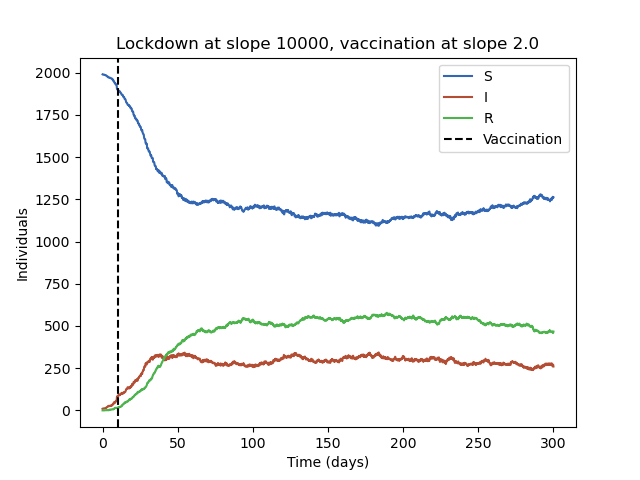 Lockdown at slope 10000, vaccination at slope 2.0
2000
1750
1500
1250
1000
750
500
250
0
Individuals
S
I
R
Vaccination
0 50 100 150 200 250 300
Time (days)